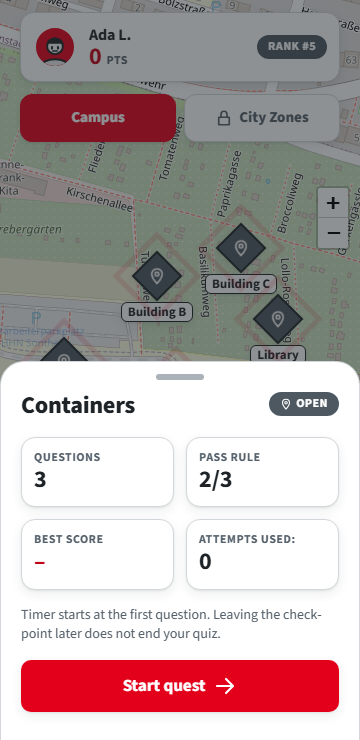 Ada L.
0 PTS
RANK #5
Campus
City Zones
Tomatenweg
Paprikagasse
Broccoliweg
Kirschenallee
+
−
Building C
Building B
Library
Containers
OPEN
QUESTIONS
3
PASS RULE
2/3
BEST SCORE
–
ATTEMPTS USED:
0
Timer starts at the first question. Leaving the check-
point later does not end your quiz.
Start quest